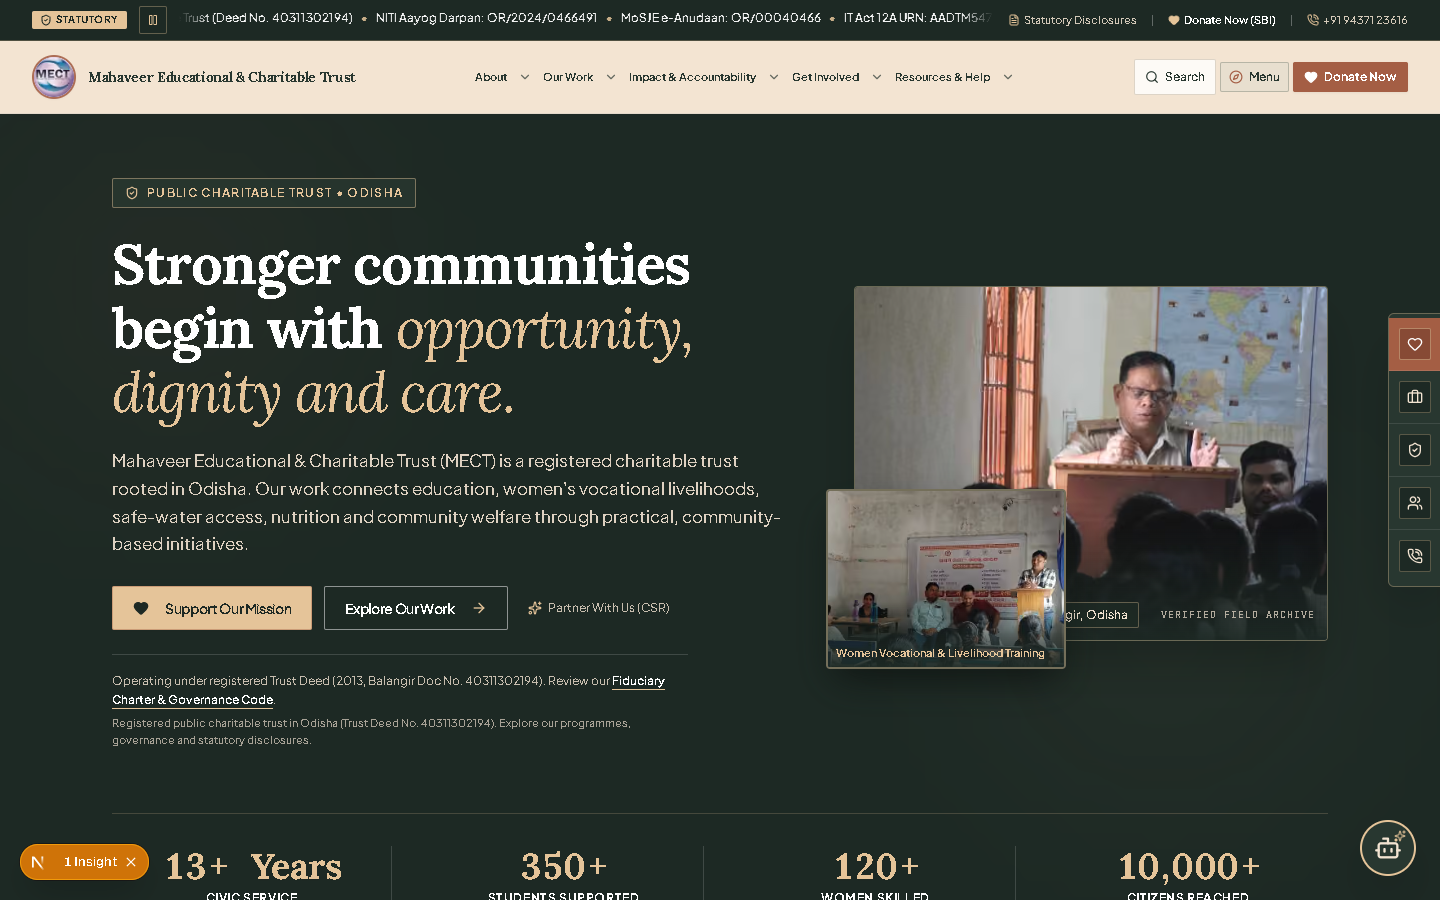 STATUTORY
Trust (Deed No. 40311302194) • NITI Aayog Darpan: OR/2024/0466491 • MoSJE e-Anudaan: OR/00040466 • IT Act 12A URN: AADTM547
Statutory Disclosures
Donate Now (SBI)
+91 94371 23616
MECT
Mahaveer Educational & Charitable Trust
About
Our Work
Impact & Accountability
Get Involved
Resources & Help
Search
Menu
Donate Now
PUBLIC CHARITABLE TRUST • ODISHA
Stronger communities
begin with opportunity,
dignity and care.
Mahaveer Educational & Charitable Trust (MECT) is a registered charitable trust
rooted in Odisha. Our work connects education, women's vocational livelihoods,
safe-water access, nutrition and community welfare through practical, community-
based initiatives.
Support Our Mission
Explore Our Work
Partner With Us (CSR)
gir, Odisha
VERIFIED FIELD ARCHIVE
Women Vocational & Livelihood Training
Operating under registered Trust Deed (2013, Balangir Doc No. 40311302194). Review our Fiduciary
Charter & Governance Code.
Registered public charitable trust in Odisha (Trust Deed No. 40311302194). Explore our programmes,
governance and statutory disclosures.
N
1 Insight
13+ Years
350+
120+
10,000+
CIVIC SERVICE
STUDENTS SUPPORTED
WOMEN SKILLED
CITIZENS REACHED